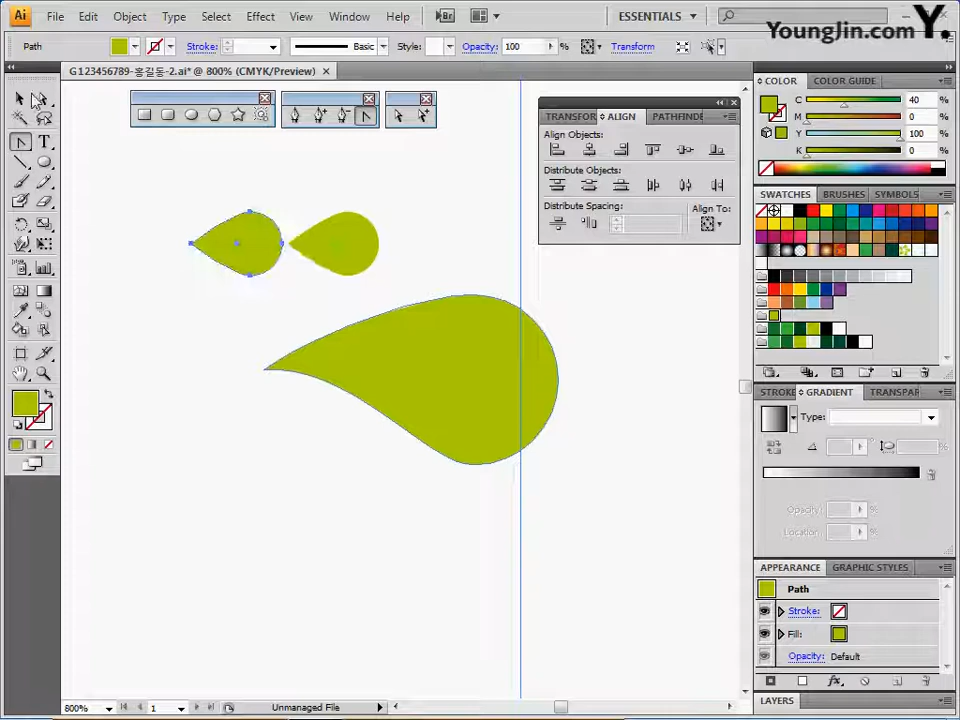 Ai File Edit Object Type Select Effect View Window Help Br ESSENTIALS
YoungJin.com Y.
Path Stroke: Basic Style: Opacity: 100 % Transform
G123456789-홍길동-2.ai* @ 800% (CMYK/Preview) ×
TRANSFOR ALIGN PATHFINDE
Align Objects:
Distribute Objects:
Distribute Spacing: Align To:
COLOR COLOR GUIDE
C 40 %
M 0 %
Y 100 %
K 0 %
SWATCHES BRUSHES SYMBOLS
STROKE GRADIENT TRANSPAR
Type:
%
Opacity: %
Location: %
APPEARANCE GRAPHIC STYLES
Path
Stroke:
Fill:
Opacity: Default
LAYERS
800% 1 Unmanaged File